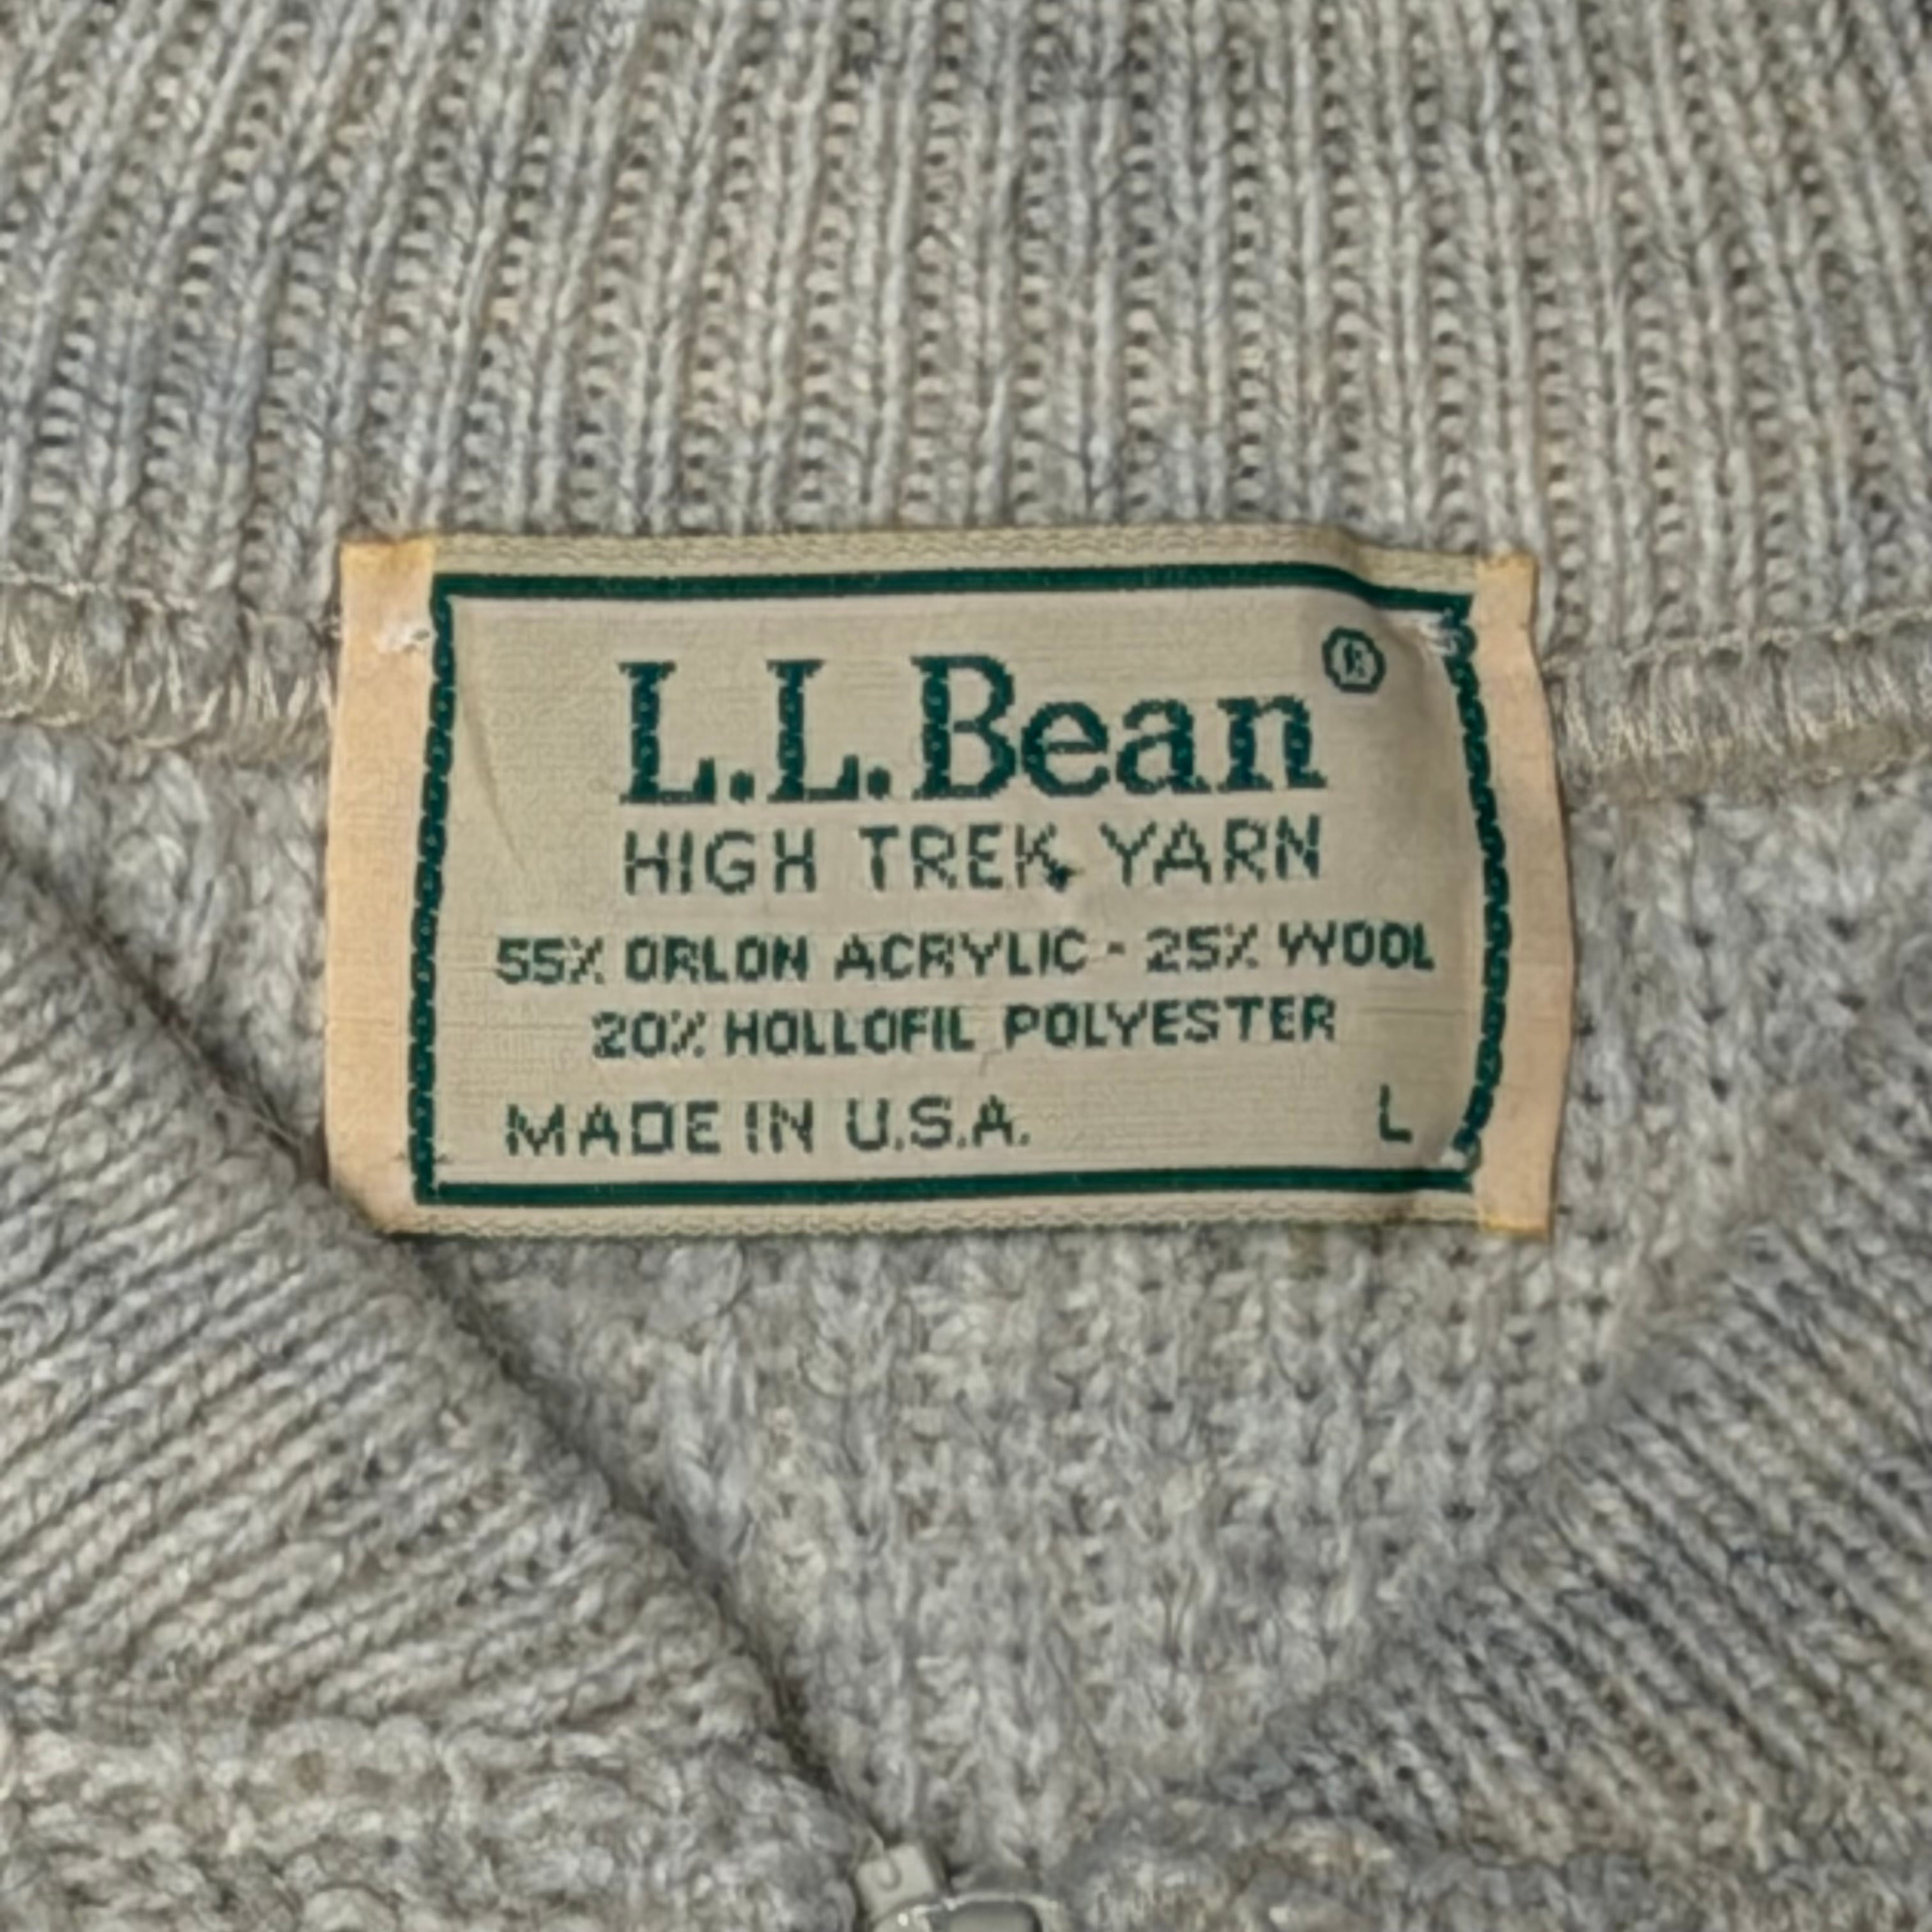 L.L.Bean®
HIGH TREK YARN
55% ORLON ACRYLIC - 25% WOOL
20% HOLLOFIL POLYESTER
MADE IN U.S.A. L